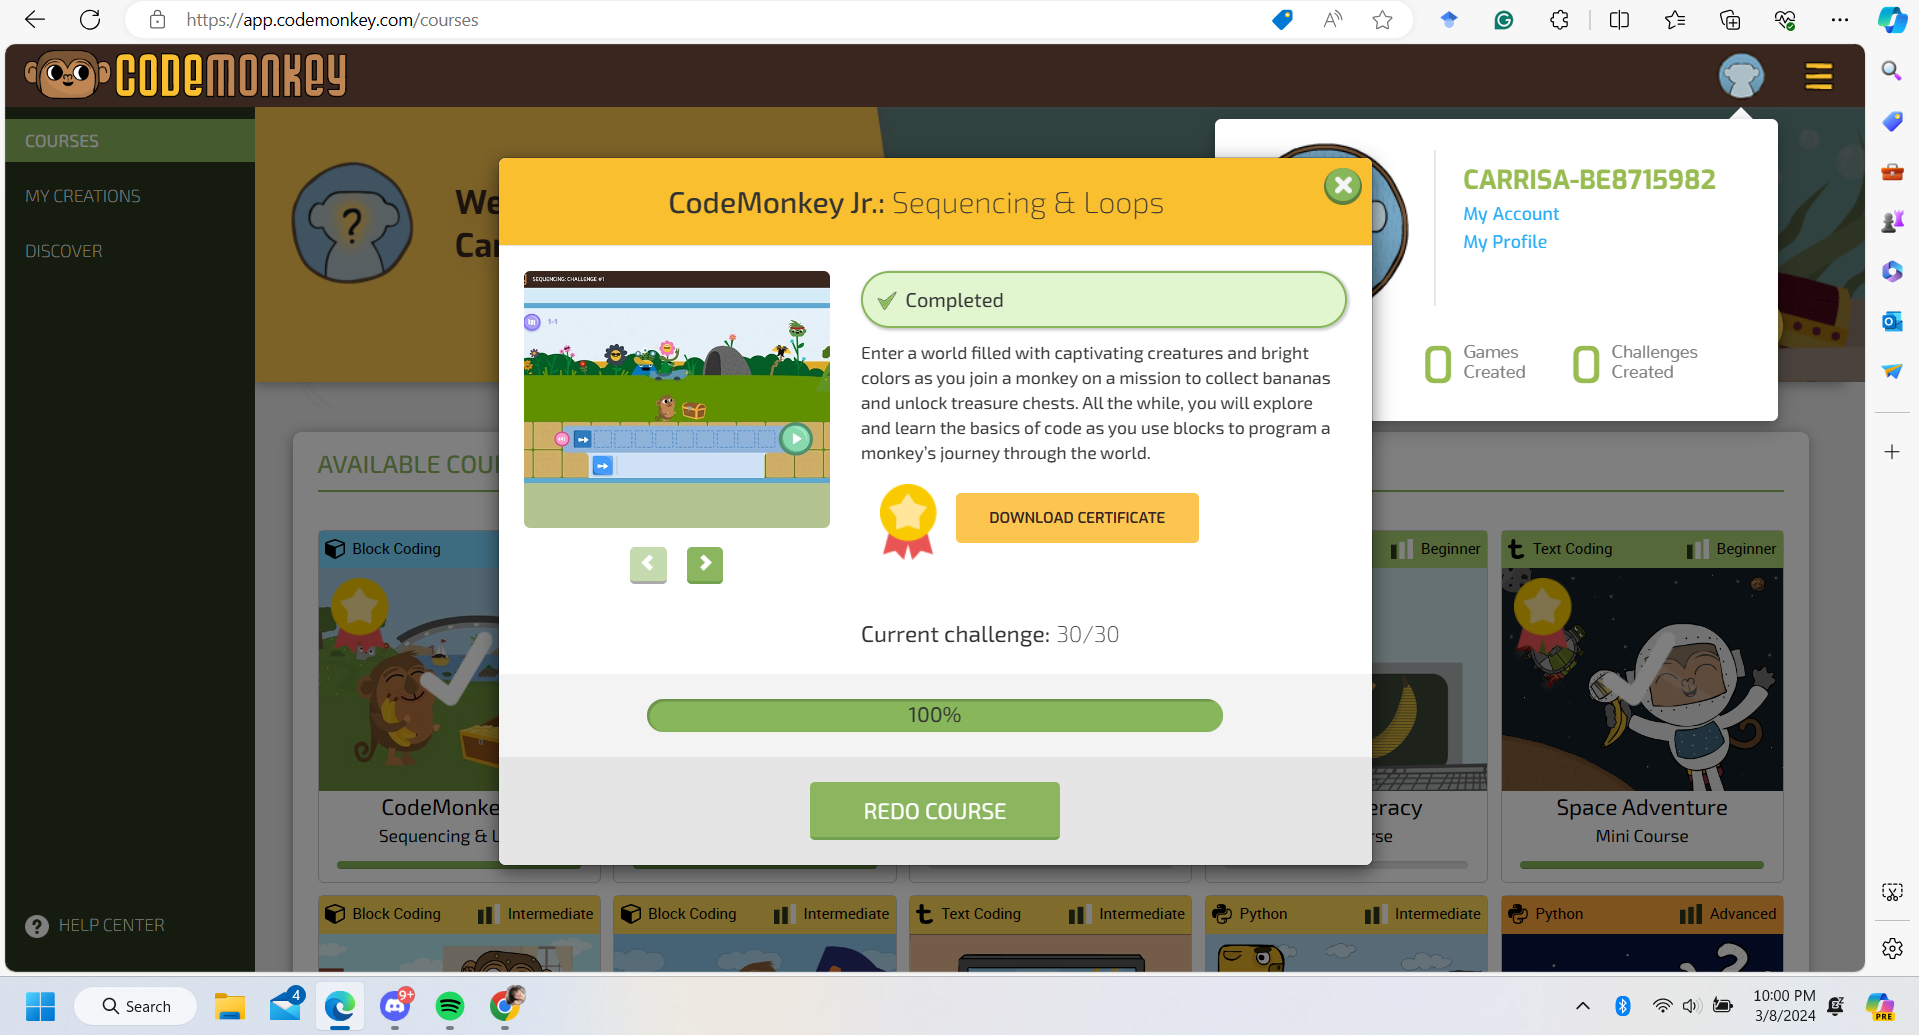 https://app.codemonkey.com/courses
CODEMONKEY
COURSES
MY CREATIONS
DISCOVER
HELP CENTER
We
Car
CARRISA-BE8715982
My Account
My Profile
0 Games Created
0 Challenges Created
CodeMonkey Jr.: Sequencing & Loops
SEQUENCING: CHALLENGE #1
1-1
Completed
Enter a world filled with captivating creatures and bright
colors as you join a monkey on a mission to collect bananas
and unlock treasure chests. All the while, you will explore
and learn the basics of code as you use blocks to program a
monkey's journey through the world.
DOWNLOAD CERTIFICATE
Current challenge: 30/30
100%
REDO COURSE
AVAILABLE COU
Block Coding
Beginner
Text Coding
Beginner
CodeMonke
Sequencing & L
eracy
rse
Space Adventure
Mini Course
Block Coding
Intermediate
Block Coding
Intermediate
Text Coding
Intermediate
Python
Intermediate
Python
Advanced
Search
4
9+
10:00 PM
3/8/2024
PRE